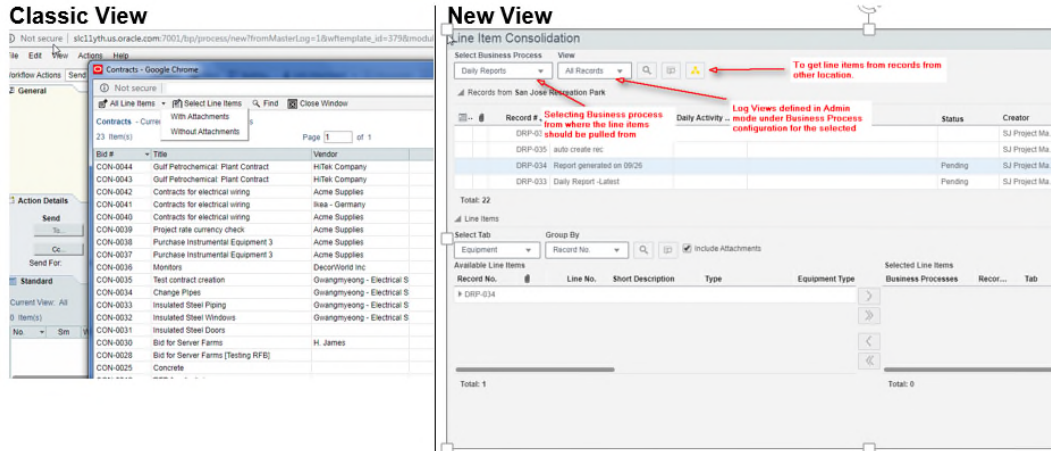 Classic View
Not secure | slc11yth.us.oracle.com:7001/bp/process/new?fromMasterLog=1&wftemplate_id=379&modul
File Edit View Actions Help
Workflow Actions Send
General
Contracts - Google Chrome
Not secure
All Line Items Select Line Items Find Close Window
With Attachments
Without Attachments
Contracts - Curre
23 Item(s) Page 1 of 1
Bid # Title Vendor
CON-0044 Gulf Petrochemical: Plant Contract HiTek Company
CON-0043 Gulf Petrochemical: Plant Contract HiTek Company
CON-0042 Contracts for electrical wiring Acme Supplies
CON-0041 Contracts for electrical wiring Ikea - Germany
CON-0040 Contracts for electrical wiring Acme Supplies
CON-0039 Project rate currency check Acme Supplies
CON-0038 Purchase Instrumental Equipment 3 Acme Supplies
CON-0037 Purchase Instrumental Equipment 3 Acme Supplies
CON-0036 Monitors DecorWorld Inc
CON-0035 Test contract creation Gwangmyeong - Electrical S
CON-0034 Change Pipes Gwangmyeong - Electrical S
CON-0033 Insulated Steel Piping Gwangmyeong - Electrical S
CON-0032 Insulated Steel Windows Gwangmyeong - Electrical S
CON-0031 Insulated Steel Doors
CON-0030 Bid for Server Farms H. James
CON-0028 Bid for Server Farms [Testing RFB]
CON-0025 Concrete
Action Details
Send
To...
Cc...
Send For:
Standard
Current View: All
0 Item(s)
No. Sm
New View
Line Item Consolidation
Select Business Process View
Daily Reports All Records
To get line items from records from
other location.
Records from San Jose Recreation Park
Selecting Business process
from where the line items
should be pulled from
Log Views defined in Admin
mode under Business Process
configuration for the selected
Record # Daily Activity ... Status Creator
DRP-03 SJ Project Ma
DRP-035 auto create rec SJ Project Ma
DRP-034 Report generated on 09/26 Pending SJ Project Ma
DRP-033 Daily Report -Latest Pending SJ Project Ma
Total: 22
Line Items
Select Tab Group By
Equipment Record No. Include Attachments
Available Line Items Selected Line Items
Record No. Line No. Short Description Type Equipment Type Business Processes Recor... Tab
DRP-034
Total: 1 Total: 0